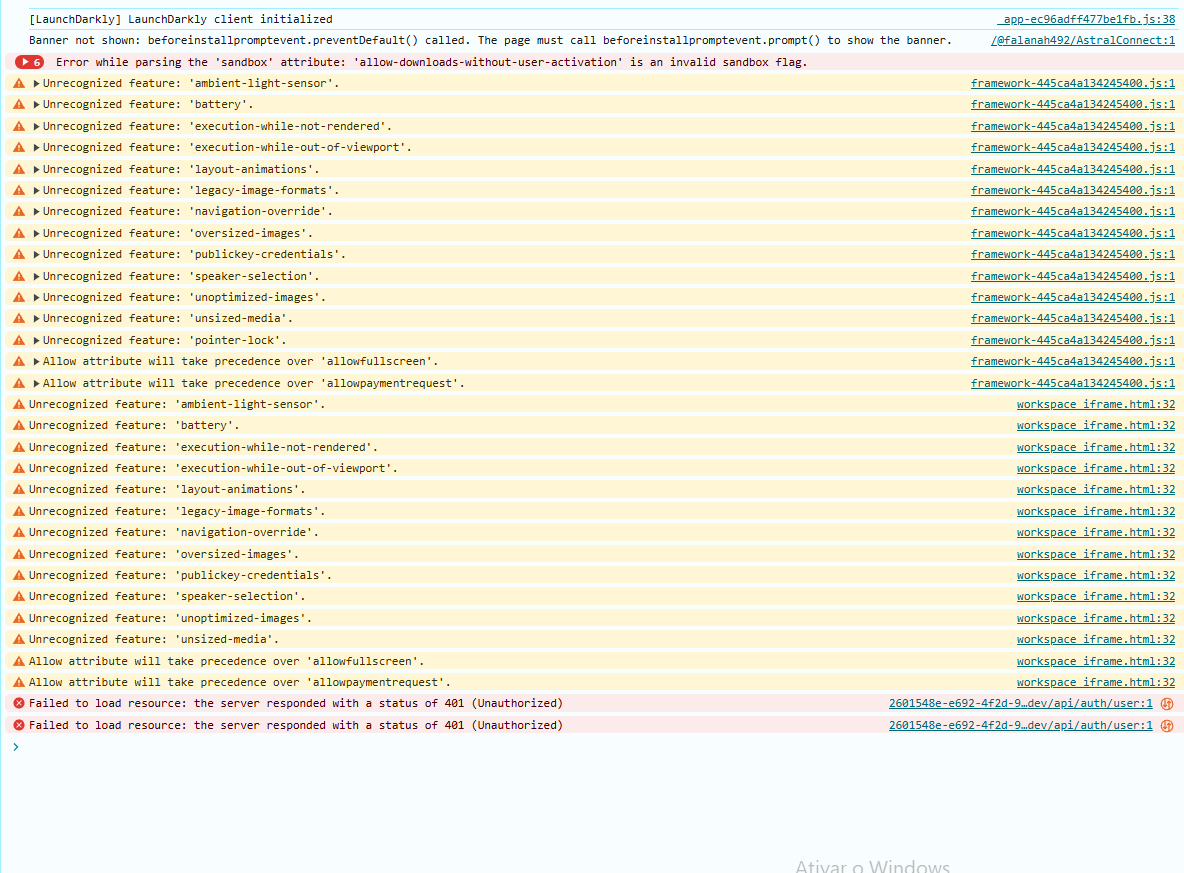 [LaunchDarkly] LaunchDarkly client initialized _app-ec96adff477be1fb.js:38
Banner not shown: beforeinstallpromptevent.preventDefault() called. The page must call beforeinstallpromptevent.prompt() to show the banner. /@falanah492/AstralConnect:1
6 Error while parsing the 'sandbox' attribute: 'allow-downloads-without-user-activation' is an invalid sandbox flag.
Unrecognized feature: 'ambient-light-sensor'. framework-445ca4a134245400.js:1
Unrecognized feature: 'battery'. framework-445ca4a134245400.js:1
Unrecognized feature: 'execution-while-not-rendered'. framework-445ca4a134245400.js:1
Unrecognized feature: 'execution-while-out-of-viewport'. framework-445ca4a134245400.js:1
Unrecognized feature: 'layout-animations'. framework-445ca4a134245400.js:1
Unrecognized feature: 'legacy-image-formats'. framework-445ca4a134245400.js:1
Unrecognized feature: 'navigation-override'. framework-445ca4a134245400.js:1
Unrecognized feature: 'oversized-images'. framework-445ca4a134245400.js:1
Unrecognized feature: 'publickey-credentials'. framework-445ca4a134245400.js:1
Unrecognized feature: 'speaker-selection'. framework-445ca4a134245400.js:1
Unrecognized feature: 'unoptimized-images'. framework-445ca4a134245400.js:1
Unrecognized feature: 'unsized-media'. framework-445ca4a134245400.js:1
Unrecognized feature: 'pointer-lock'. framework-445ca4a134245400.js:1
Allow attribute will take precedence over 'allowfullscreen'. framework-445ca4a134245400.js:1
Allow attribute will take precedence over 'allowpaymentrequest'. framework-445ca4a134245400.js:1
Unrecognized feature: 'ambient-light-sensor'. workspace_iframe.html:32
Unrecognized feature: 'battery'. workspace_iframe.html:32
Unrecognized feature: 'execution-while-not-rendered'. workspace_iframe.html:32
Unrecognized feature: 'execution-while-out-of-viewport'. workspace_iframe.html:32
Unrecognized feature: 'layout-animations'. workspace_iframe.html:32
Unrecognized feature: 'legacy-image-formats'. workspace_iframe.html:32
Unrecognized feature: 'navigation-override'. workspace_iframe.html:32
Unrecognized feature: 'oversized-images'. workspace_iframe.html:32
Unrecognized feature: 'publickey-credentials'. workspace_iframe.html:32
Unrecognized feature: 'speaker-selection'. workspace_iframe.html:32
Unrecognized feature: 'unoptimized-images'. workspace_iframe.html:32
Unrecognized feature: 'unsized-media'. workspace_iframe.html:32
Allow attribute will take precedence over 'allowfullscreen'. workspace_iframe.html:32
Allow attribute will take precedence over 'allowpaymentrequest'. workspace_iframe.html:32
Failed to load resource: the server responded with a status of 401 (Unauthorized) 2601548e-e692-4f2d-9…dev/api/auth/user:1
Failed to load resource: the server responded with a status of 401 (Unauthorized) 2601548e-e692-4f2d-9…dev/api/auth/user:1
Ativar o Windows